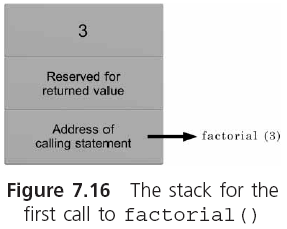 3
Reserved for
returned value
Address of
calling statement
factorial (3)
Figure 7.16 The stack for the
first call to factorial()